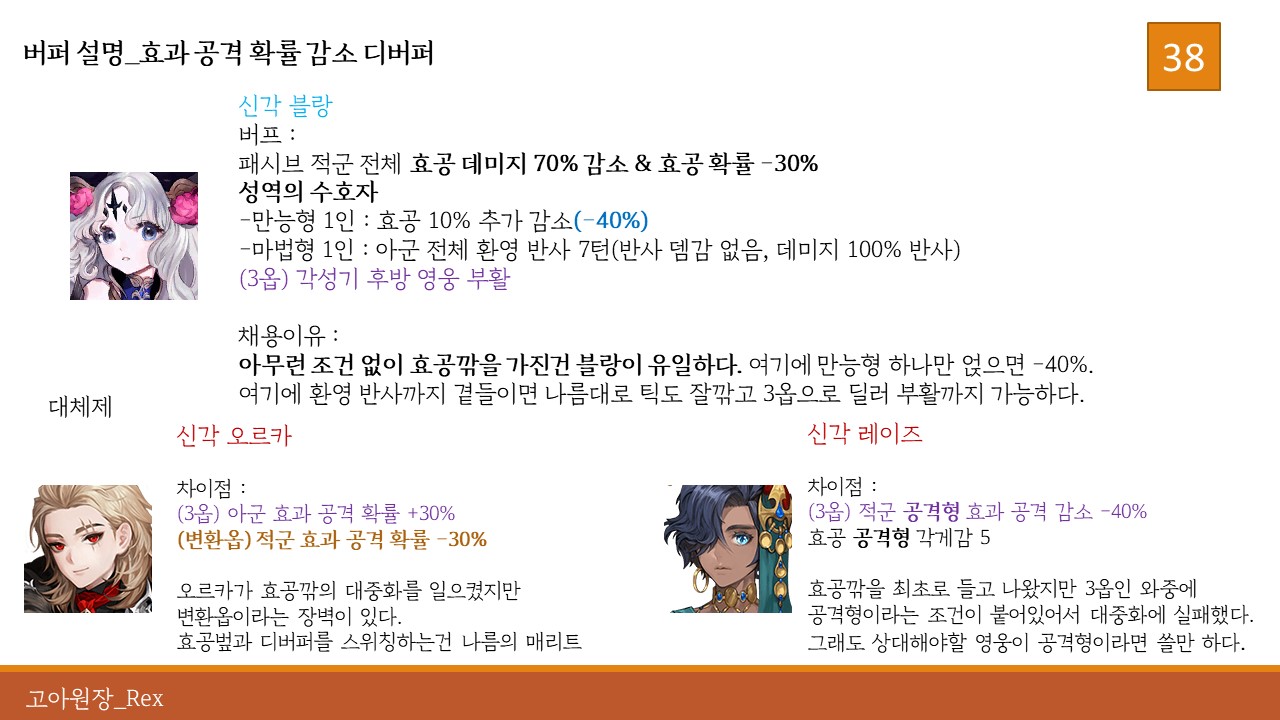 버퍼 설명_효과 공격 확률 감소 디버퍼
38
신각 블랑
버프 :
패시브 적군 전체 효공 데미지 70% 감소 & 효공 확률 -30%
성역의 수호자
-만능형 1인 : 효공 10% 추가 감소(-40%)
-마법형 1인 : 아군 전체 환영 반사 7턴(반사 뎀감 없음, 데미지 100% 반사)
(3옵) 각성기 후방 영웅 부활
채용이유 :
아무런 조건 없이 효공깎을 가진건 블랑이 유일하다. 여기에 만능형 하나만 얹으면 -40%.
여기에 환영 반사까지 곁들이면 나름대로 틱도 잘깎고 3옵으로 딜러 부활까지 가능하다.
대체제
신각 오르카
차이점 :
(3옵) 아군 효과 공격 확률 +30%
(변환옵) 적군 효과 공격 확률 -30%
오르카가 효공깎의 대중화를 일으켰지만
변환옵이라는 장벽이 있다.
효공벞과 디버퍼를 스위칭하는건 나름의 매리트
신각 레이즈
차이점 :
(3옵) 적군 공격형 효과 공격 감소 -40%
효공 공격형 각게감 5
효공깎을 최초로 들고 나왔지만 3옵인 와중에
공격형이라는 조건이 붙어있어서 대중화에 실패했다.
그래도 상대해야할 영웅이 공격형이라면 쓸만 하다.
고아원장_Rex